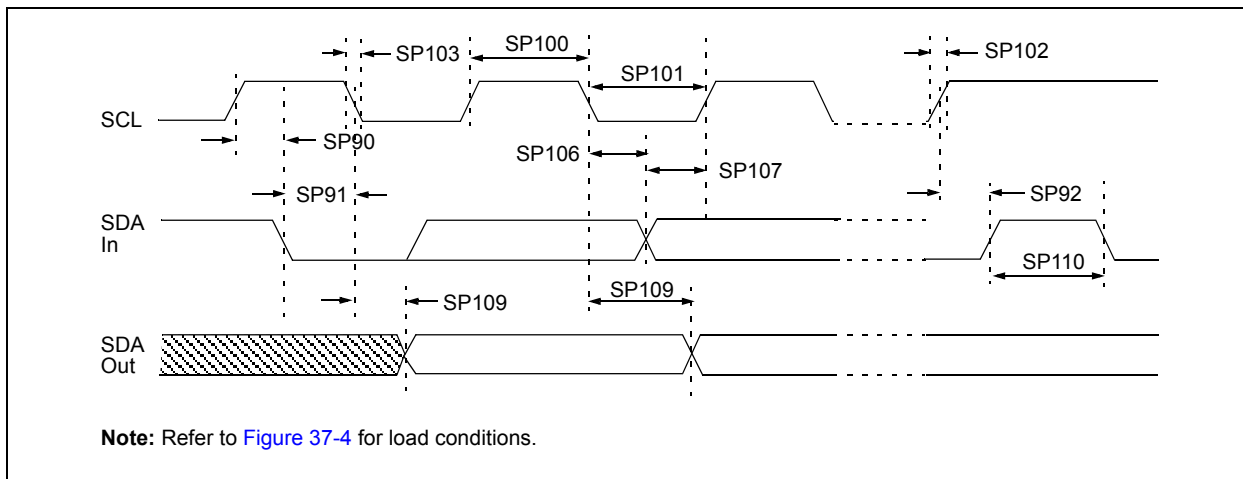 SP103
SP100
SP101
SP102
SCL
SP90
SP106
SP107
SP91
SP92
SDA
In
SP110
SP109
SP109
SDA
Out
Note: Refer to Figure 37-4 for load conditions.